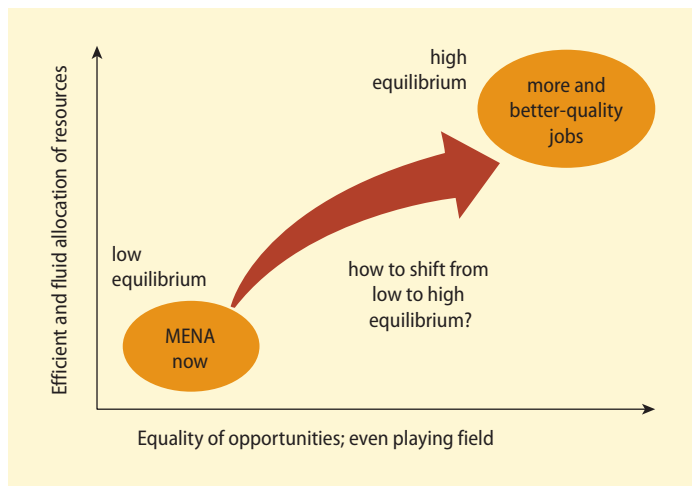 high
equilibrium
more and
better-quality
jobs
Efficient and fluid allocation of resources
low
equilibrium
how to shift from
low to high
equilibrium?
MENA
now
Equality of opportunities; even playing field